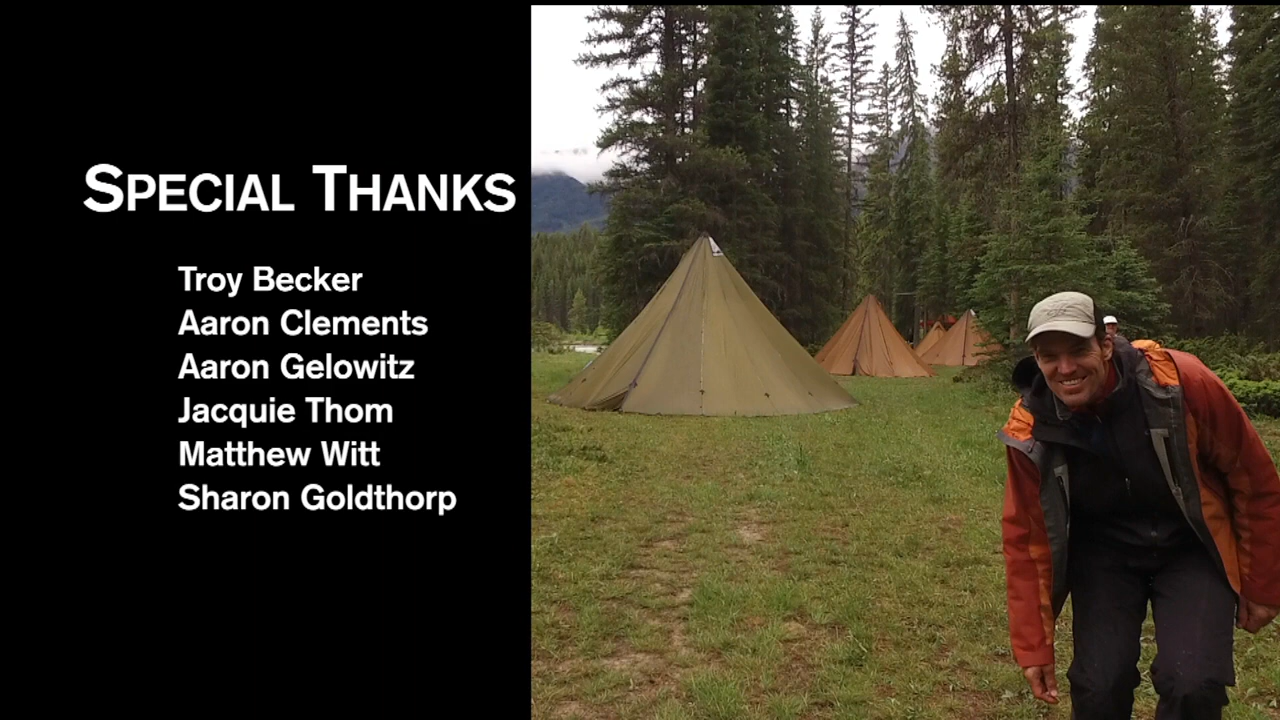 SPECIAL THANKS
Troy Becker
Aaron Clements
Aaron Gelowitz
Jacquie Thom
Matthew Witt
Sharon Goldthorp